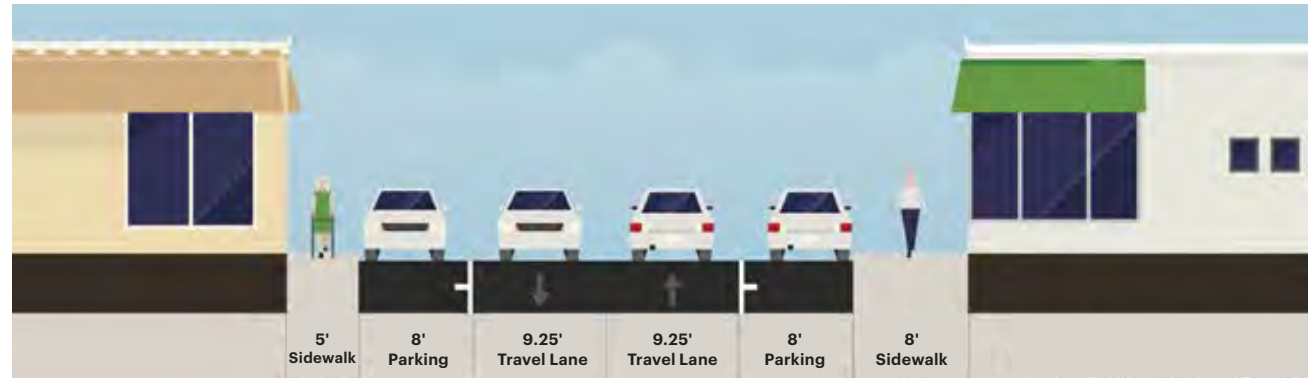 5'
Sidewalk
8'
Parking
9.25'
Travel Lane
9.25'
Travel Lane
8'
Parking
8'
Sidewalk